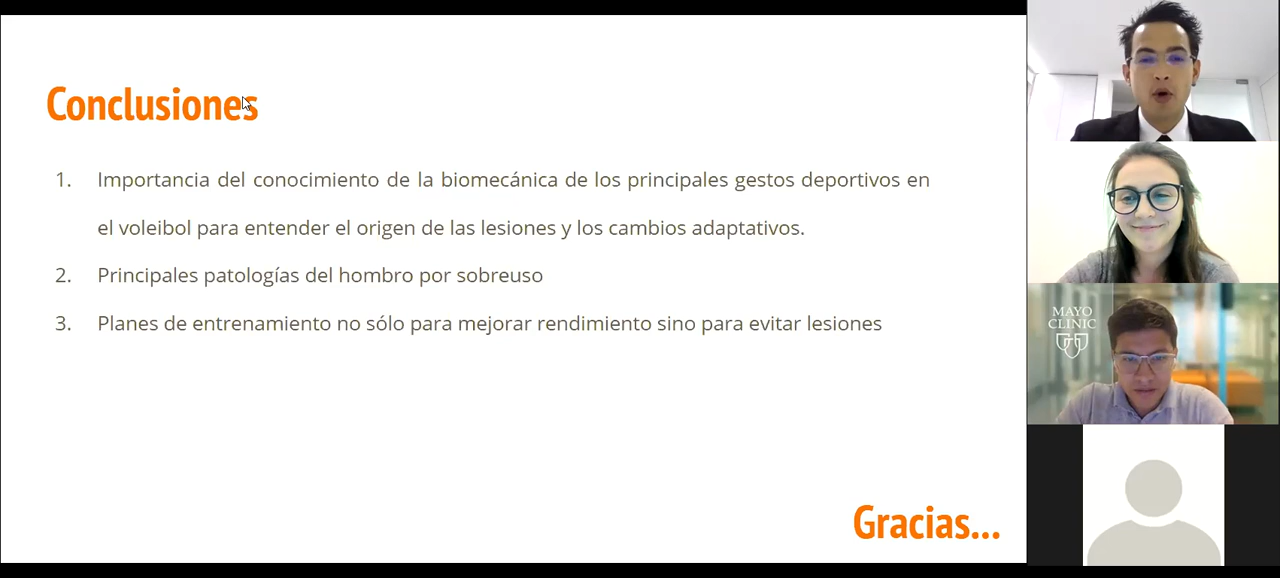 Conclusiones
1. Importancia del conocimiento de la biomecánica de los principales gestos deportivos en
el voleibol para entender el origen de las lesiones y los cambios adaptativos.
2. Principales patologías del hombro por sobreuso
3. Planes de entrenamiento no sólo para mejorar rendimiento sino para evitar lesiones
Gracias...
MAYO
CLINIC